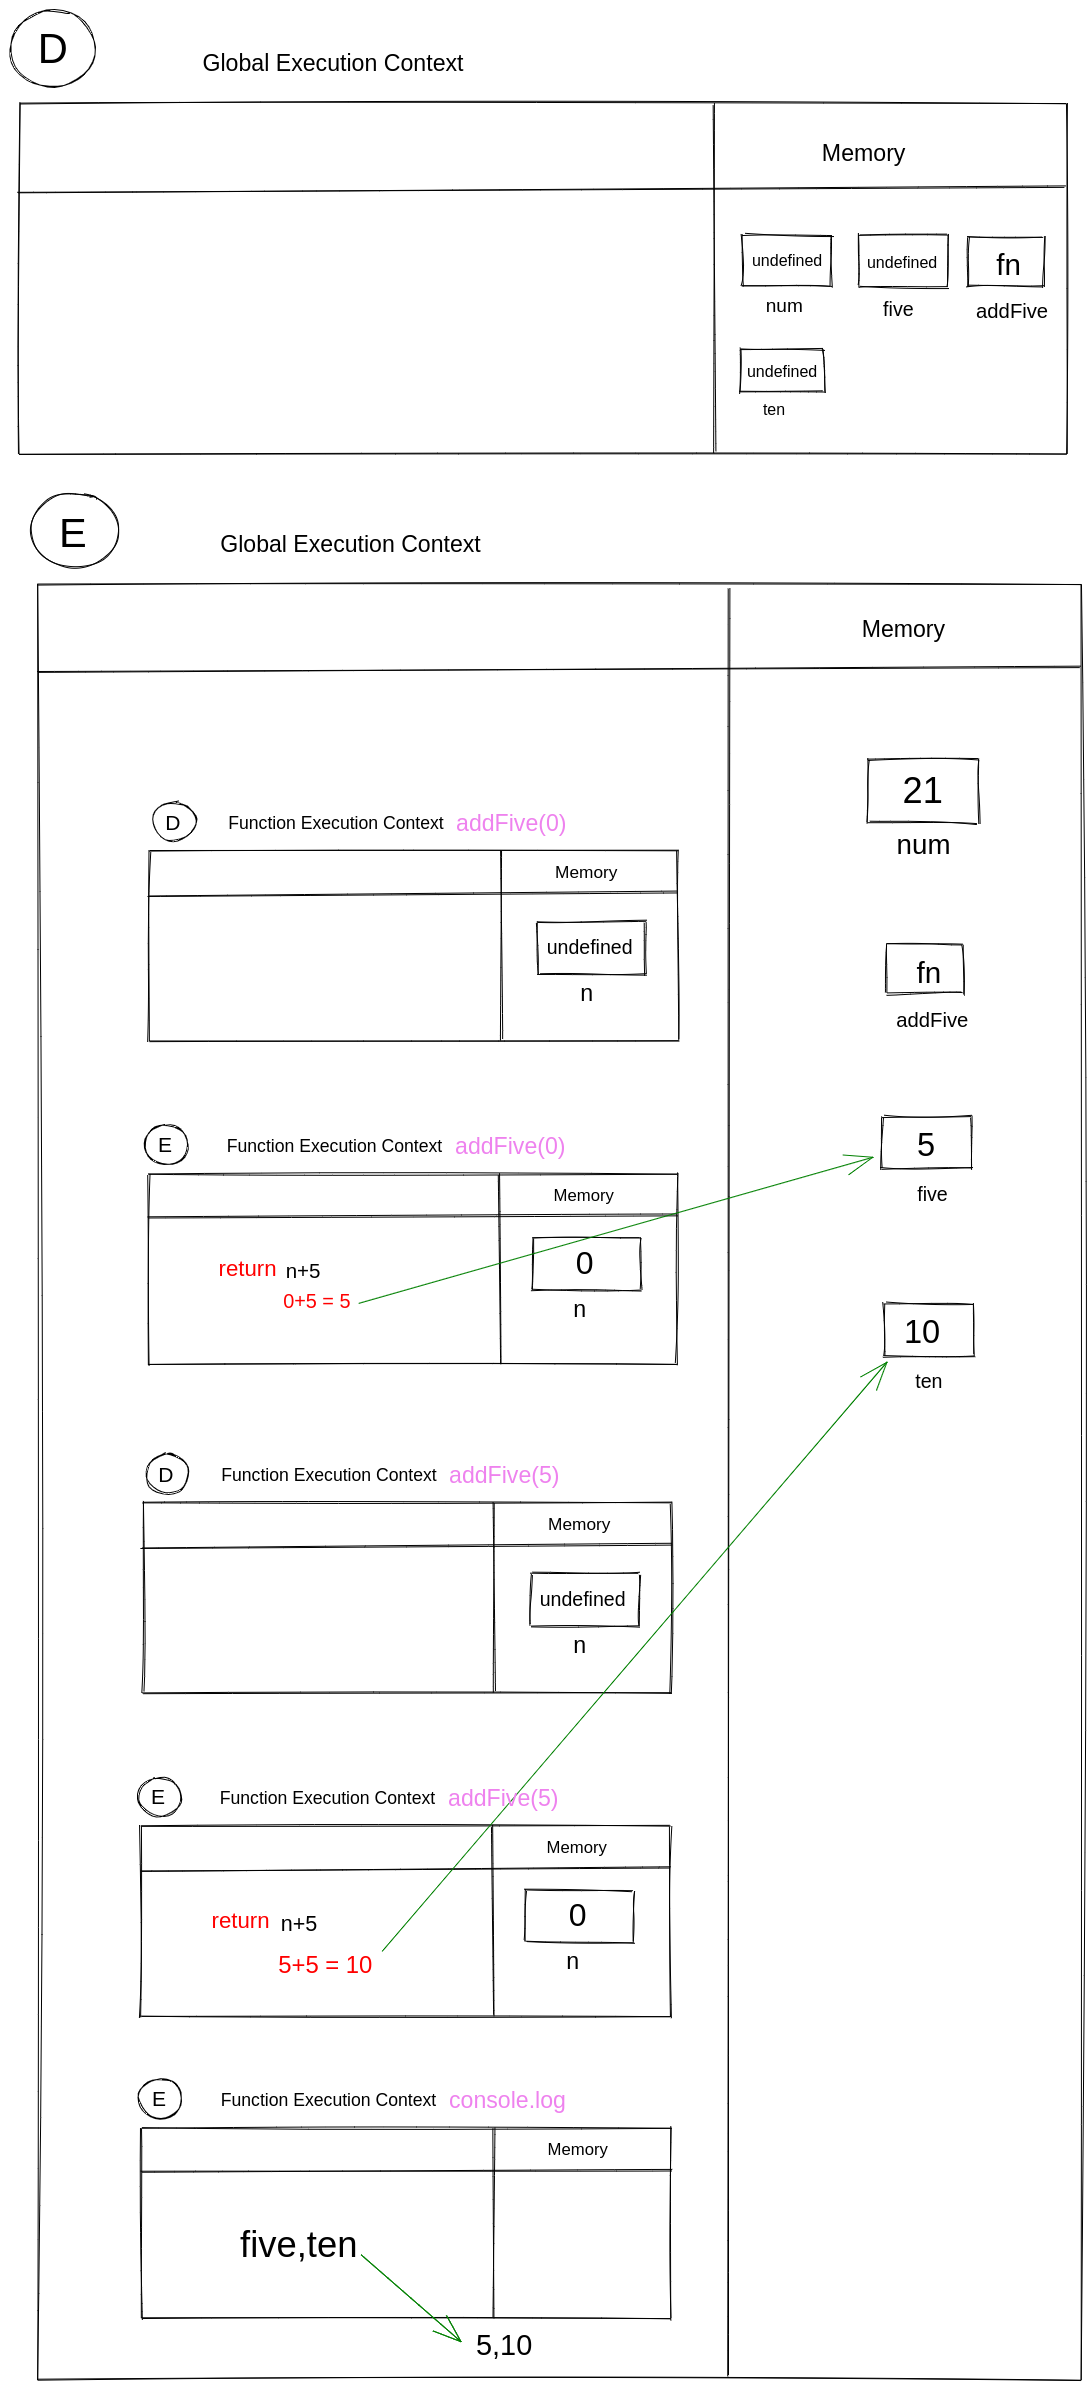 D
Global Execution Context
Memory
undefined undefined fn
num five addFive
undefined
ten
E
Global Execution Context
Memory
21
num
D Function Execution Context addFive(0)
Memory
undefined
n
fn
addFive
E Function Execution Context addFive(0)
5
five
Memory
return n+5
0
0+5 = 5
n
10
ten
D Function Execution Context addFive(5)
Memory
undefined
n
E Function Execution Context addFive(5)
Memory
return n+5
0
5+5 = 10
n
E Function Execution Context console.log
Memory
five,ten
5,10